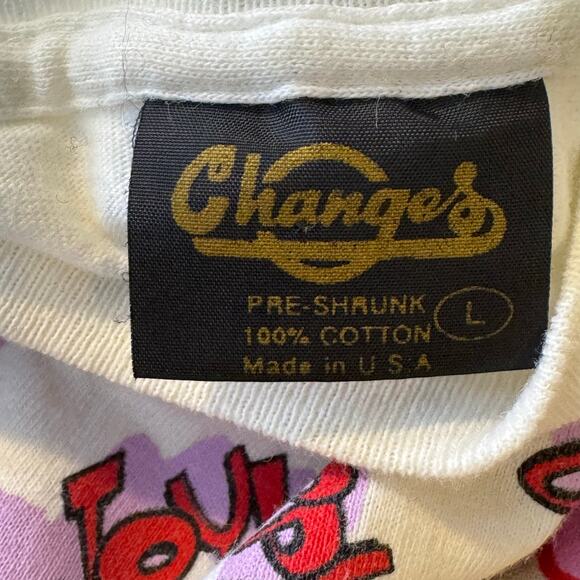 Changes
PRE-SHRUNK
100% COTTON
L
Made in U.S.A